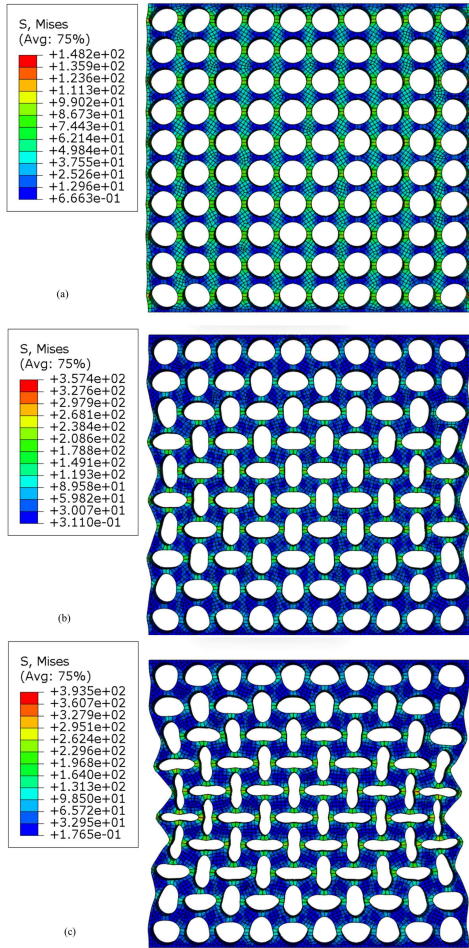 S, Mises
(Avg: 75%)
+1.482e+02
+1.359e+02
+1.236e+02
+1.113e+02
+9.902e+01
+8.673e+01
+7.443e+01
+6.214e+01
+4.984e+01
+3.755e+01
+2.526e+01
+1.296e+01
+6.663e-01
(a)
S, Mises
(Avg: 75%)
+3.574e+02
+3.276e+02
+2.979e+02
+2.681e+02
+2.384e+02
+2.086e+02
+1.788e+02
+1.491e+02
+1.193e+02
+8.958e+01
+5.982e+01
+3.007e+01
+3.110e-01
(b)
S, Mises
(Avg: 75%)
+3.935e+02
+3.607e+02
+3.279e+02
+2.951e+02
+2.624e+02
+2.296e+02
+1.968e+02
+1.640e+02
+1.313e+02
+9.850e+01
+6.572e+01
+3.295e+01
+1.765e-01
(c)